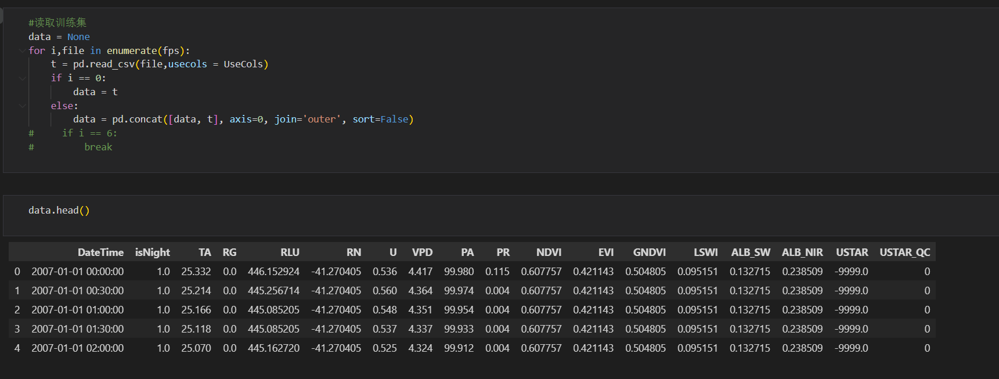 #读取训练集
data = None
for i,file in enumerate(fps):
    t = pd.read_csv(file,usecols = UseCols)
    if i == 0:
        data = t
    else:
        data = pd.concat([data, t], axis=0, join='outer', sort=False)
#     if i == 6:
#         break
data.head()
DateTime isNight TA RG RLU RN U VPD PA PR NDVI EVI GNDVI LSWI ALB_SW ALB_NIR USTAR USTAR_QC
0 2007-01-01 00:00:00 1.0 25.332 0.0 446.152924 -41.270405 0.536 4.417 99.980 0.115 0.607757 0.421143 0.504805 0.095151 0.132715 0.238509 -9999.0 0
1 2007-01-01 00:30:00 1.0 25.214 0.0 445.256714 -41.270405 0.560 4.364 99.974 0.004 0.607757 0.421143 0.504805 0.095151 0.132715 0.238509 -9999.0 0
2 2007-01-01 01:00:00 1.0 25.166 0.0 445.085205 -41.270405 0.548 4.351 99.954 0.004 0.607757 0.421143 0.504805 0.095151 0.132715 0.238509 -9999.0 0
3 2007-01-01 01:30:00 1.0 25.118 0.0 445.085205 -41.270405 0.537 4.337 99.933 0.004 0.607757 0.421143 0.504805 0.095151 0.132715 0.238509 -9999.0 0
4 2007-01-01 02:00:00 1.0 25.070 0.0 445.162720 -41.270405 0.525 4.324 99.912 0.004 0.607757 0.421143 0.504805 0.095151 0.132715 0.238509 -9999.0 0